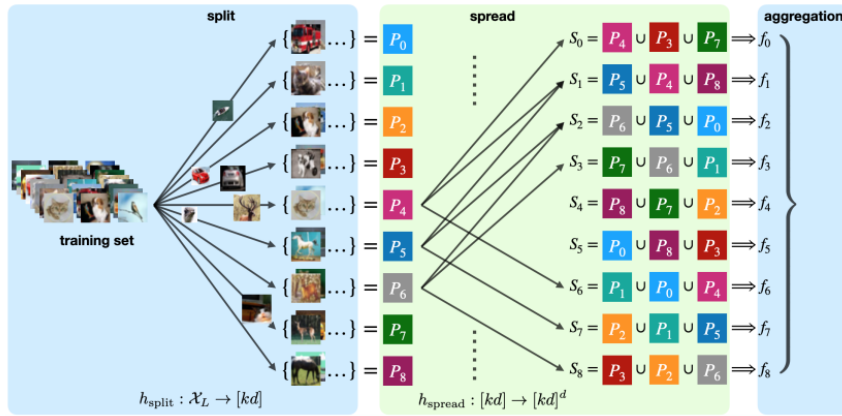 split
spread
aggregation
{ … } = P₀
S₀ = P₄ ∪ P₃ ∪ P₇ ⟹ f₀
{ … } = P₁
S₁ = P₅ ∪ P₄ ∪ P₈ ⟹ f₁
{ … } = P₂
S₂ = P₆ ∪ P₅ ∪ P₀ ⟹ f₂
{ … } = P₃
S₃ = P₇ ∪ P₆ ∪ P₁ ⟹ f₃
{ … } = P₄
S₄ = P₈ ∪ P₇ ∪ P₂ ⟹ f₄
training set
{ … } = P₅
S₅ = P₀ ∪ P₈ ∪ P₃ ⟹ f₅
{ … } = P₆
S₆ = P₁ ∪ P₀ ∪ P₄ ⟹ f₆
{ … } = P₇
S₇ = P₂ ∪ P₁ ∪ P₅ ⟹ f₇
{ … } = P₈
S₈ = P₃ ∪ P₂ ∪ P₆ ⟹ f₈
h_split : 𝒳_L → [kd]
h_spread : [kd] → [kd]^d